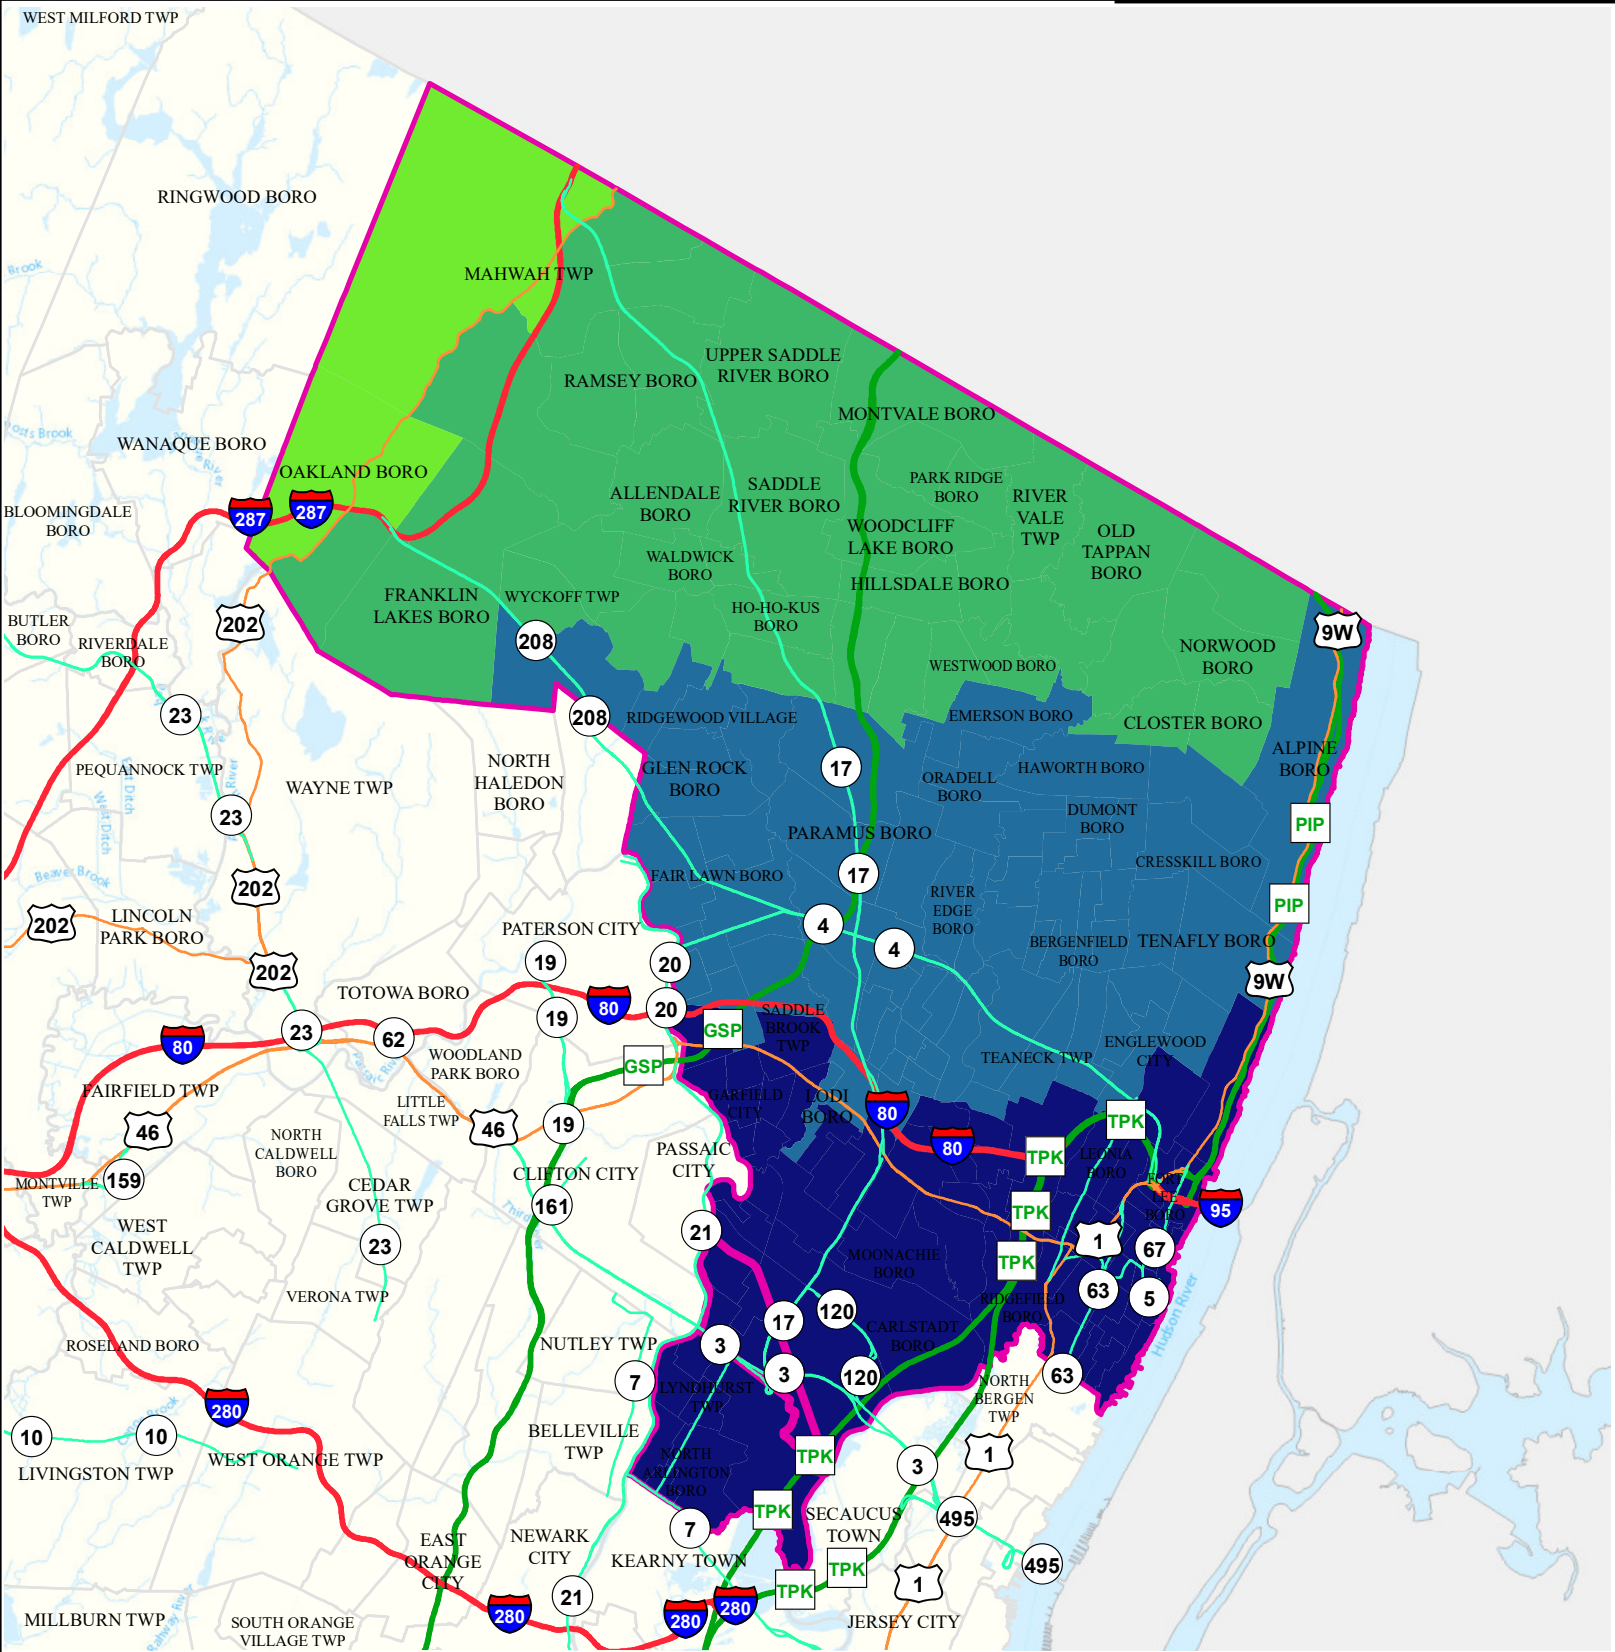 WEST MILFORD TWP
RINGWOOD BORO
MAHWAH TWP
UPPER SADDLE
RIVER BORO
RAMSEY BORO
MONTVALE BORO
WANAQUE BORO
OAKLAND BORO
ALLENDALE
BORO
SADDLE
RIVER BORO
PARK RIDGE
BORO
RIVER
VALE
TWP
BLOOMINGDALE
BORO
287
287
WOODCLIFF
LAKE BORO
OLD
TAPPAN
BORO
WALDWICK
BORO
HILLSDALE BORO
FRANKLIN
LAKES BORO
WYCKOFF TWP
HO-HO-KUS
BORO
BUTLER
BORO
RIVERDALE
BORO
202
208
9W
NORWOOD
BORO
WESTWOOD BORO
23
208
RIDGEWOOD VILLAGE
EMERSON BORO
CLOSTER BORO
ALPINE
BORO
PEQUANNOCK TWP
WAYNE TWP
NORTH
HALEDON
BORO
GLEN ROCK
BORO
17
ORADELL
BORO
HAWORTH BORO
23
DUMONT
BORO
PIP
PARAMUS BORO
CRESSKILL BORO
Beaver Brook
202
FAIR LAWN BORO
17
RIVER
EDGE
BORO
PIP
202
LINCOLN
PARK BORO
PATERSON CITY
4
4
BERGENFIELD
BORO
TENAFLY BORO
202
19
20
9W
TOTOWA BORO
80
20
19
SADDLE
BROOK
TWP
GSP
23
62
80
WOODLAND
PARK BORO
GSP
TEANECK TWP
ENGLEWOOD
CITY
FAIRFIELD TWP
LITTLE
FALLS TWP
GARFIELD
CITY
LODI
BORO
80
TPK
46
46
19
NORTH
CALDWELL
BORO
PASSAIC
CITY
80
TPK
LEONIA
BORO
MONTVILLE
TWP
159
CEDAR
GROVE TWP
CLIFTON CITY
161
FORT
LEE
BORO
95
TPK
WEST
CALDWELL
TWP
23
21
MOONACHIE
BORO
TPK
1
67
VERONA TWP
63
5
RIDGEFIELD
BORO
Hudson River
ROSELAND BORO
NUTLEY TWP
17
120
CARLSTADT
BORO
3
3
120
63
7
LYNDHURST
TWP
NORTH
BERGEN
TWP
280
10
10
BELLEVILLE
TWP
LIVINGSTON TWP
WEST ORANGE TWP
NORTH
ARLINGTON
BORO
TPK
1
3
TPK
7
SECAUCUS
TOWN
495
EAST
ORANGE
CITY
NEWARK
CITY
KEARNY TOWN
TPK
495
21
TPK
1
MILLBURN TWP
SOUTH ORANGE
VILLAGE TWP
280
280
280
JERSEY CITY